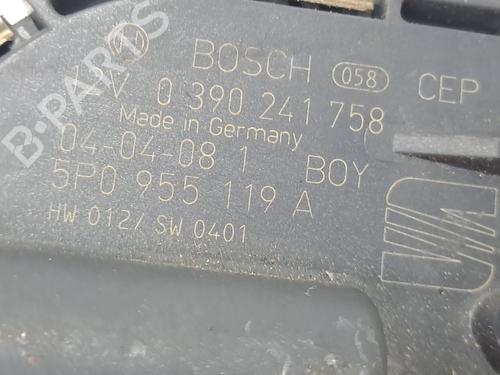 BOSCH 058 CEP
V 0 390 241 758
Made in Germany
04-04-08 1 BOY
5P0 955 119 A
HW 012/ SW 0401
B-PARTS